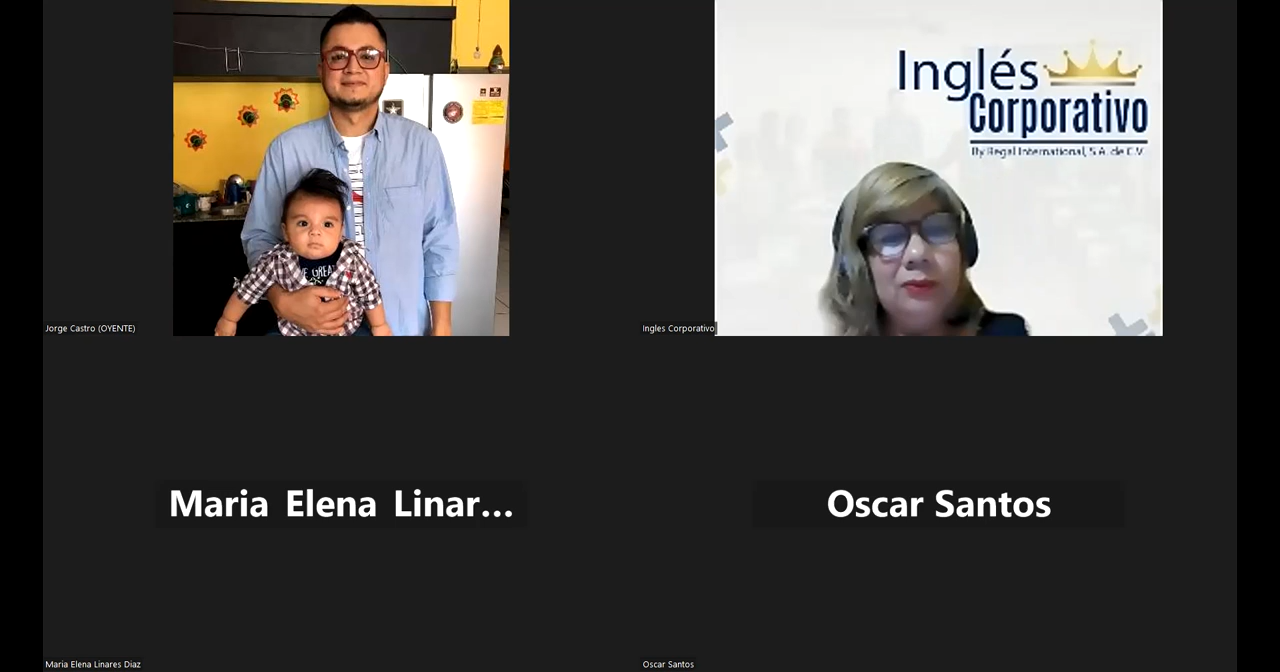 Inglés
Corporativo
By Regal International, S.A. de C.V.
Jorge Castro (OYENTE)
Ingles Corporativo
Maria Elena Linar...
Oscar Santos
Maria Elena Linares Diaz
Oscar Santos